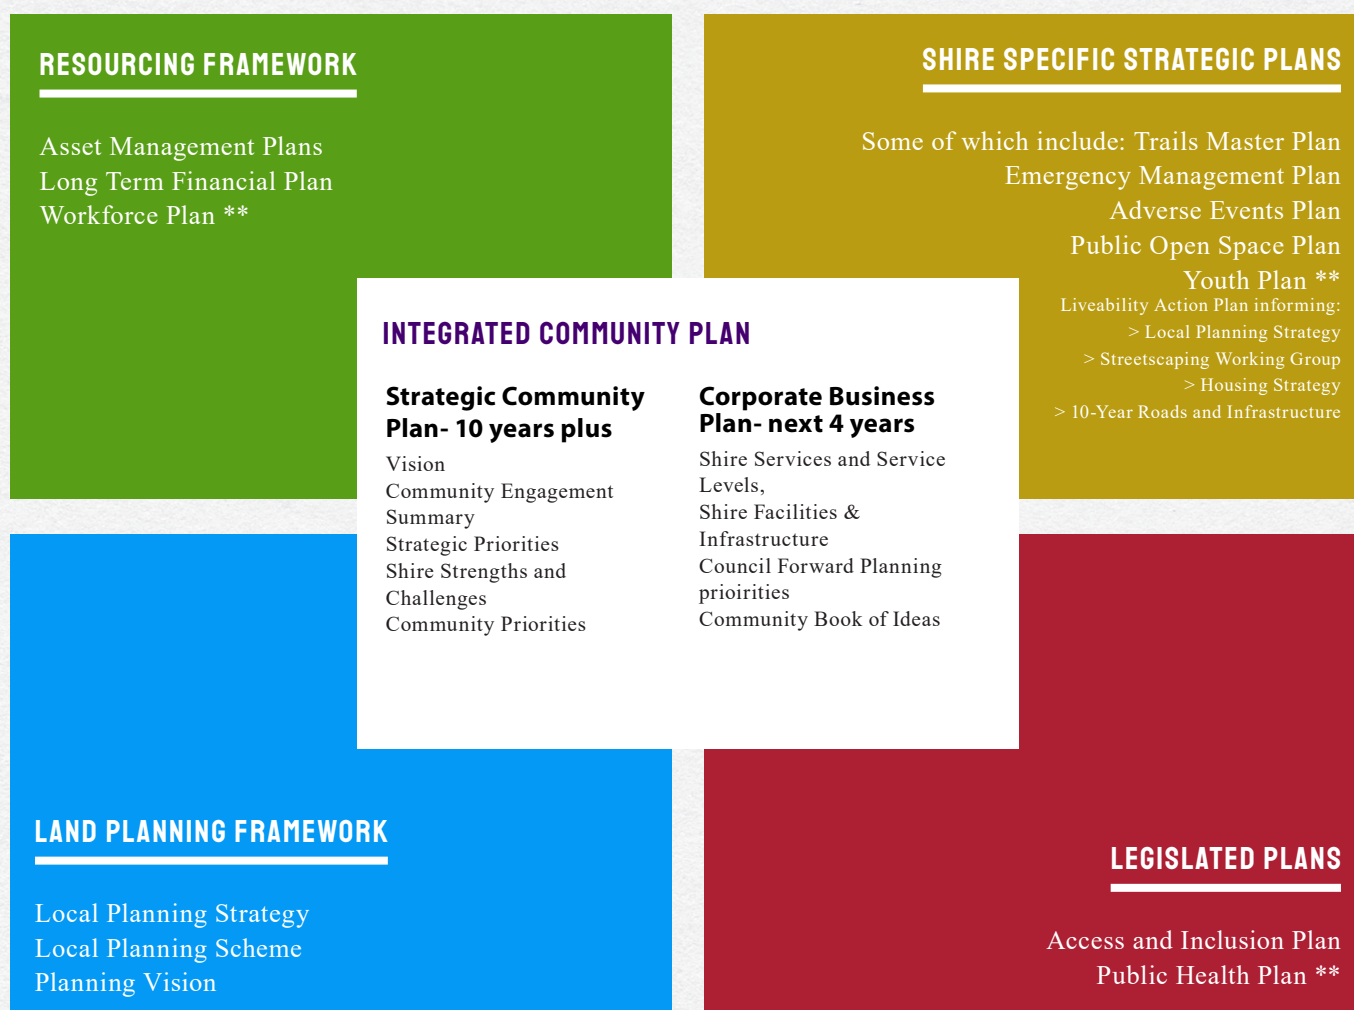 RESOURCING FRAMEWORK
Asset Management Plans
Long Term Financial Plan
Workforce Plan **
SHIRE SPECIFIC STRATEGIC PLANS
Some of which include: Trails Master Plan
Emergency Management Plan
Adverse Events Plan
Public Open Space Plan
Youth Plan **
Liveability Action Plan informing:
> Local Planning Strategy
> Streetscaping Working Group
> Housing Strategy
> 10-Year Roads and Infrastructure
INTEGRATED COMMUNITY PLAN
Strategic Community
Plan- 10 years plus
Vision
Community Engagement
Summary
Strategic Priorities
Shire Strengths and
Challenges
Community Priorities
Corporate Business
Plan- next 4 years
Shire Services and Service
Levels,
Shire Facilities &
Infrastructure
Council Forward Planning
prioirities
Community Book of Ideas
LAND PLANNING FRAMEWORK
Local Planning Strategy
Local Planning Scheme
Planning Vision
LEGISLATED PLANS
Access and Inclusion Plan
Public Health Plan **